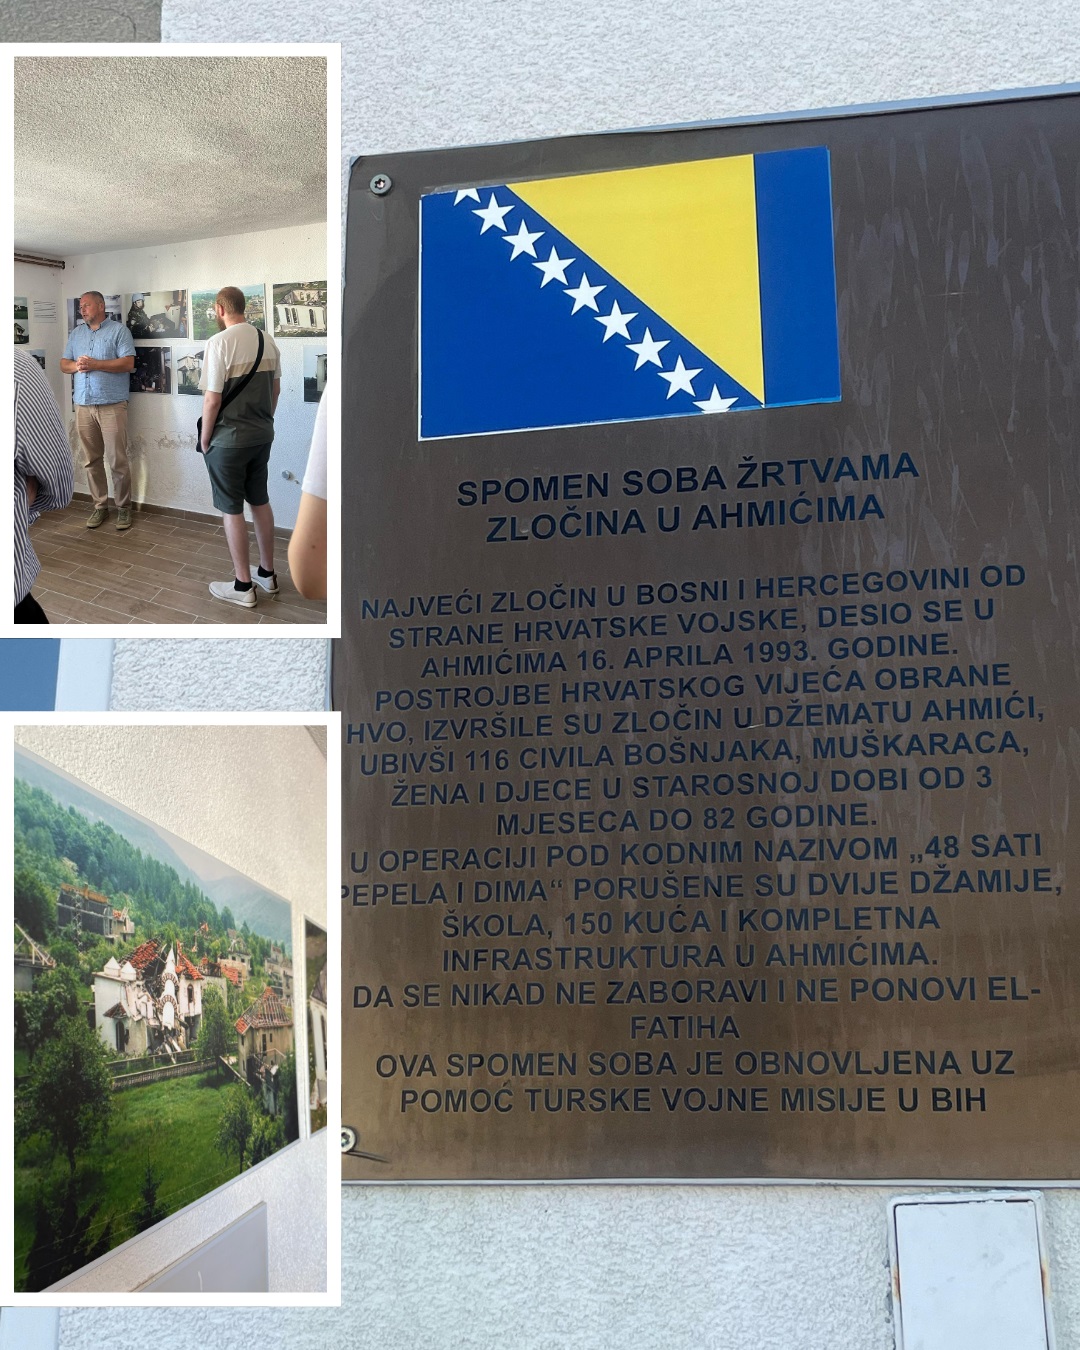 SPOMEN SOBA ŽRTVAMA
ZLOČINA U AHMIĆIMA
NAJVEĆI ZLOČIN U BOSNI I HERCEGOVINI OD
STRANE HRVATSKE VOJSKE, DESIO SE U
AHMIĆIMA 16. APRILA 1993. GODINE.
POSTROJBE HRVATSKOG VIJEĆA OBRANE
HVO, IZVRŠILE SU ZLOČIN U DŽEMATU AHMIĆI,
UBIVŠI 116 CIVILA BOŠNJAKA, MUŠKARACA,
ŽENA I DJECE U STAROSNOJ DOBI OD 3
MJESECA DO 82 GODINE.
U OPERACIJI POD KODNIM NAZIVOM „48 SATI
PEPELA I DIMA“ PORUŠENE SU DVIJE DŽAMIJE,
ŠKOLA, 150 KUĆA I KOMPLETNA
INFRASTRUKTURA U AHMIĆIMA.
DA SE NIKAD NE ZABORAVI I NE PONOVI EL-
FATIHA
OVA SPOMEN SOBA JE OBNOVLJENA UZ
POMOĆ TURSKE VOJNE MISIJE U BIH